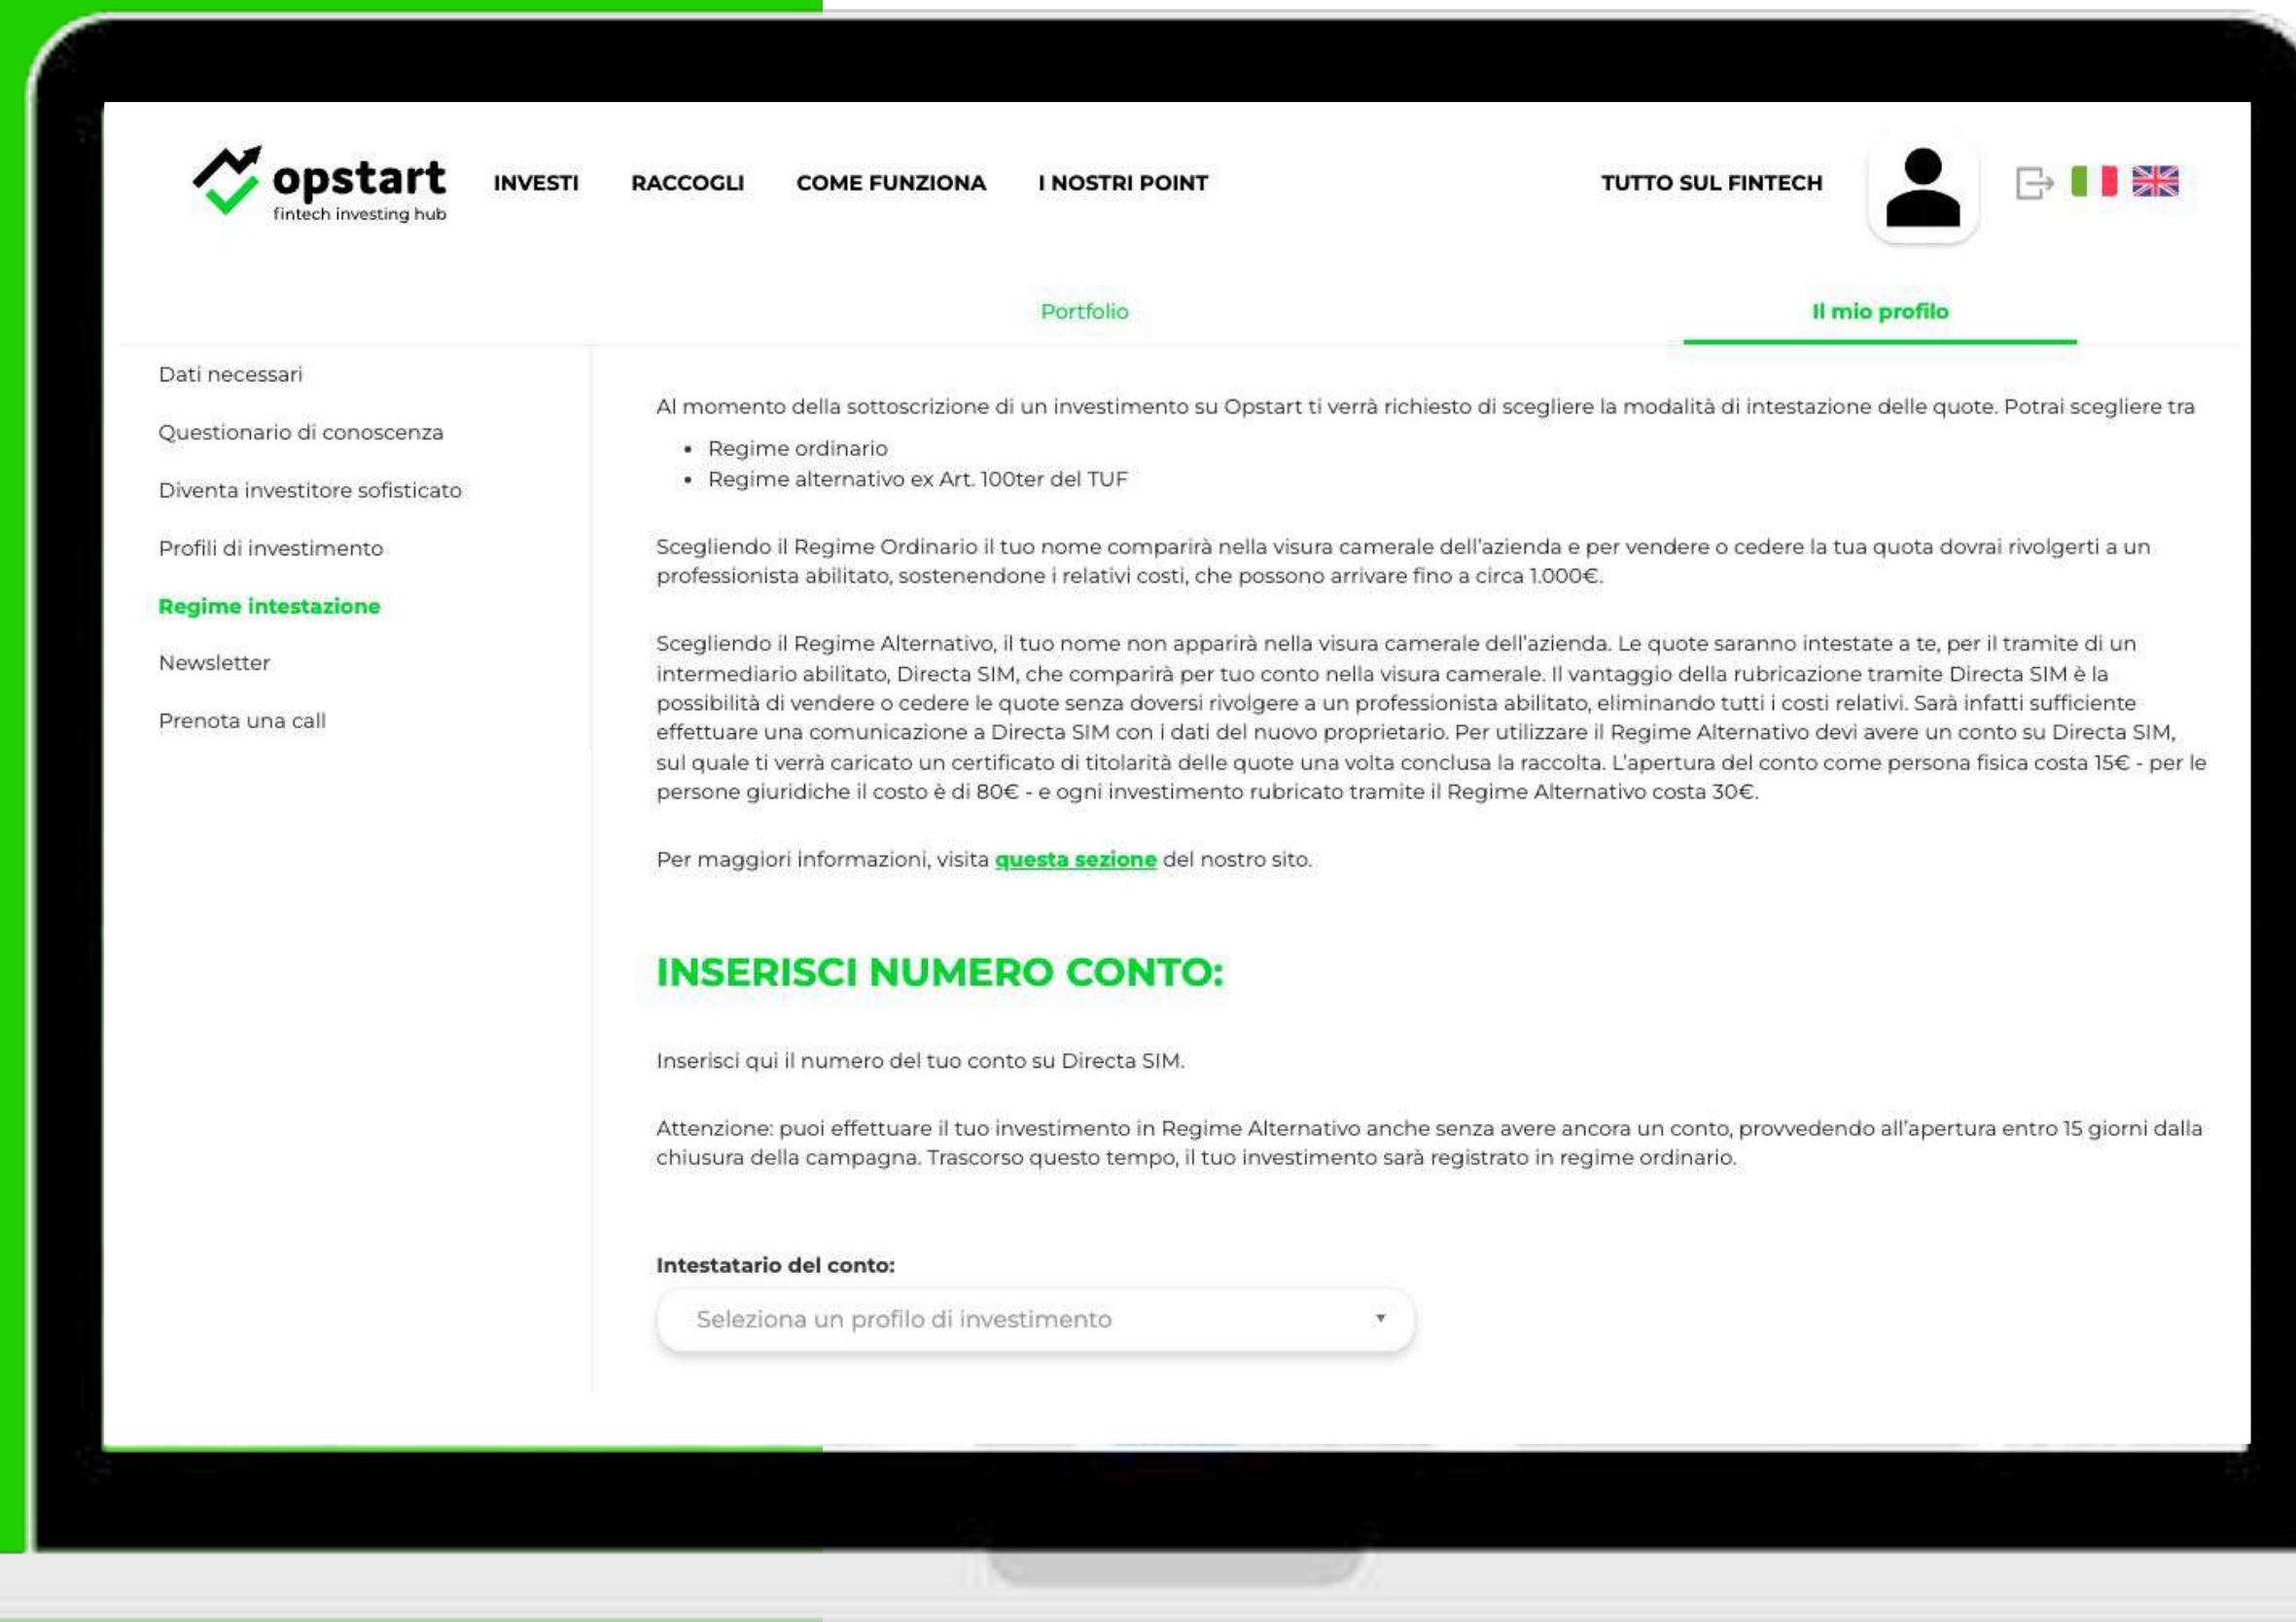 opstart
fintech investing hub
INVESTI
RACCOGLI
COME FUNZIONA
I NOSTRI POINT
TUTTO SUL FINTECH
Portfolio
Il mio profilo
Dati necessari
Questionario di conoscenza
Diventa investitore sofisticato
Profili di investimento
Regime intestazione
Newsletter
Prenota una call
Al momento della sottoscrizione di un investimento su Opstart ti verrà richiesto di scegliere la modalità di intestazione delle quote. Potrai scegliere tra
• Regime ordinario
• Regime alternativo ex Art. 100ter del TUF
Scegliendo il Regime Ordinario il tuo nome comparirà nella visura camerale dell'azienda e per vendere o cedere la tua quota dovrai rivolgerti a un
professionista abilitato, sostenendone i relativi costi, che possono arrivare fino a circa 1.000€.
Scegliendo il Regime Alternativo, il tuo nome non apparirà nella visura camerale dell'azienda. Le quote saranno intestate a te, per il tramite di un
intermediario abilitato, Directa SIM, che comparirà per tuo conto nella visura camerale. Il vantaggio della rubricazione tramite Directa SIM è la
possibilità di vendere o cedere le quote senza doversi rivolgere a un professionista abilitato, eliminando tutti i costi relativi. Sarà infatti sufficiente
effettuare una comunicazione a Directa SIM con i dati del nuovo proprietario. Per utilizzare il Regime Alternativo devi avere un conto su Directa SIM,
sul quale ti verrà caricato un certificato di titolarità delle quote una volta conclusa la raccolta. L'apertura del conto come persona fisica costa 15€ - per le
persone giuridiche il costo è di 80€ - e ogni investimento rubricato tramite il Regime Alternativo costa 30€.
Per maggiori informazioni, visita questa sezione del nostro sito.
INSERISCI NUMERO CONTO:
Inserisci qui il numero del tuo conto su Directa SIM.
Attenzione: puoi effettuare il tuo investimento in Regime Alternativo anche senza avere ancora un conto, provvedendo all'apertura entro 15 giorni dalla
chiusura della campagna. Trascorso questo tempo, il tuo investimento sarà registrato in regime ordinario.
Intestatario del conto:
Seleziona un profilo di investimento